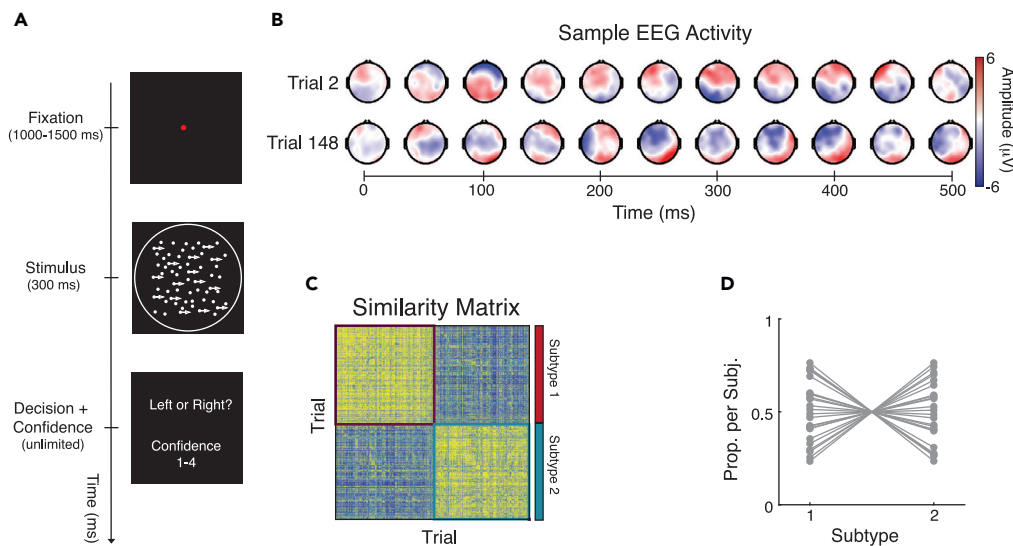 A
Fixation
(1000-1500 ms)
Stimulus
(300 ms)
Decision +
Confidence
(unlimited)
Left or Right?
Confidence
1-4
Time (ms)
B
Sample EEG Activity
Trial 2
Trial 148
0 100 200 300 400 500
Time (ms)
6
-6
Amplitude (μV)
C
Similarity Matrix
Trial
Trial
Subtype 1
Subtype 2
D
1
0.5
0
Prop. per Subj.
1 2
Subtype